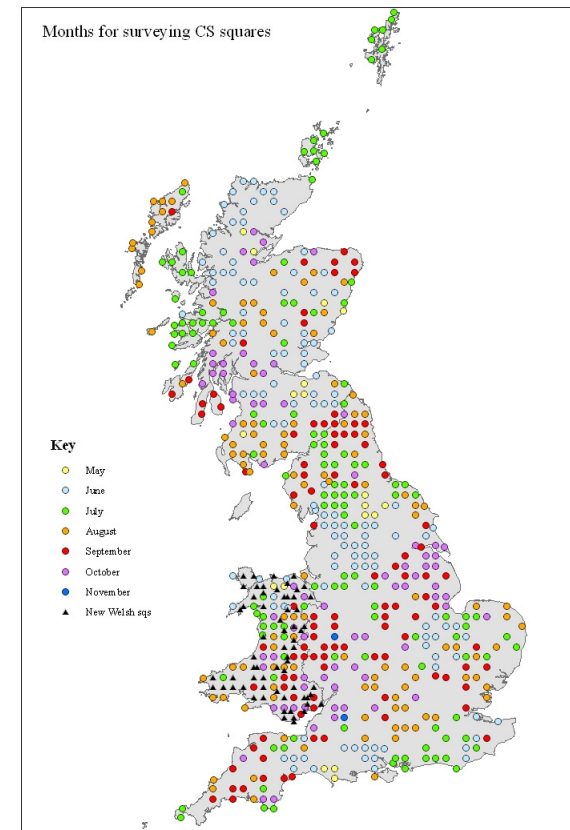 Months for surveying CS squares
Key
May
June
July
August
September
October
November
New Welsh sqs